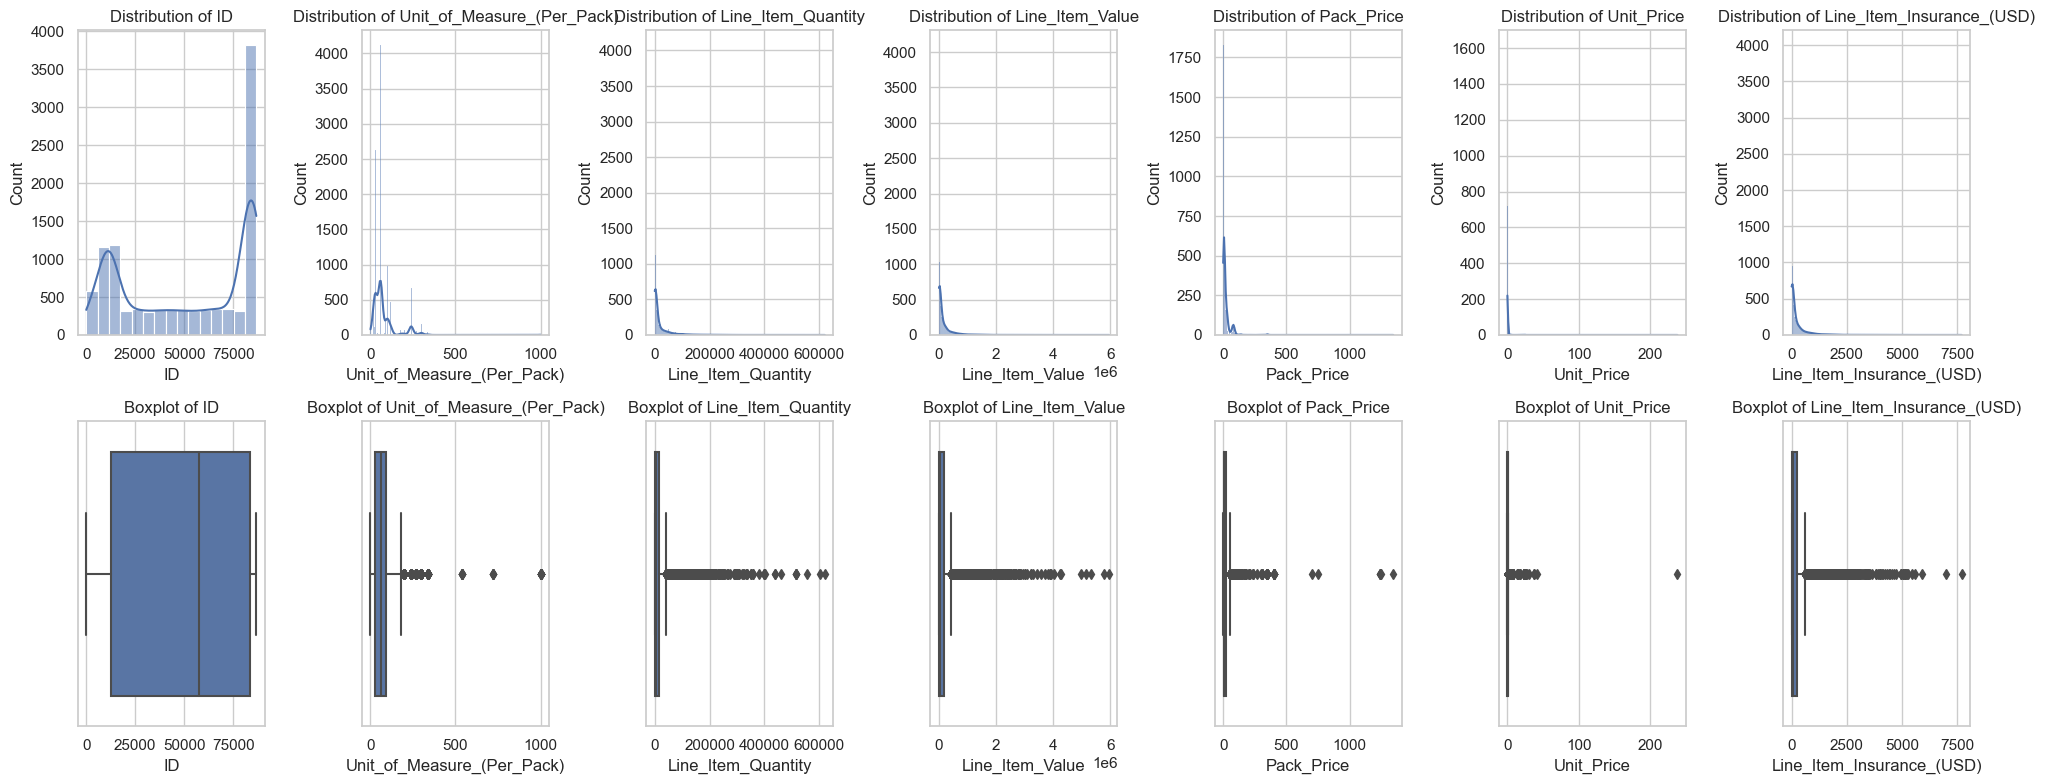 Distribution of ID
4000
3500
3000
2500
2000
1500
1000
500
0
Count
0 25000 50000 75000
ID
Distribution of Unit_of_Measure_(Per_Pack)
4000
3500
3000
2500
2000
1500
1000
500
0
Count
0 500 1000
Unit_of_Measure_(Per_Pack)
Distribution of Line_Item_Quantity
4000
3500
3000
2500
2000
1500
1000
500
0
Count
0 200000 400000 600000
Line_Item_Quantity
Distribution of Line_Item_Value
4000
3500
3000
2500
2000
1500
1000
500
0
Count
0 2 4 6
1e6
Line_Item_Value
Distribution of Pack_Price
1750
1500
1250
1000
750
500
250
0
Count
0 500 1000
Pack_Price
Distribution of Unit_Price
1600
1400
1200
1000
800
600
400
200
0
Count
0 100 200
Unit_Price
Distribution of Line_Item_Insurance_(USD)
4000
3500
3000
2500
2000
1500
1000
500
0
Count
0 2500 5000 7500
Line_Item_Insurance_(USD)
Boxplot of ID
0 25000 50000 75000
ID
Boxplot of Unit_of_Measure_(Per_Pack)
0 500 1000
Unit_of_Measure_(Per_Pack)
Boxplot of Line_Item_Quantity
0 200000 400000 600000
Line_Item_Quantity
Boxplot of Line_Item_Value
0 2 4 6
1e6
Line_Item_Value
Boxplot of Pack_Price
0 500 1000
Pack_Price
Boxplot of Unit_Price
0 100 200
Unit_Price
Boxplot of Line_Item_Insurance_(USD)
0 2500 5000 7500
Line_Item_Insurance_(USD)